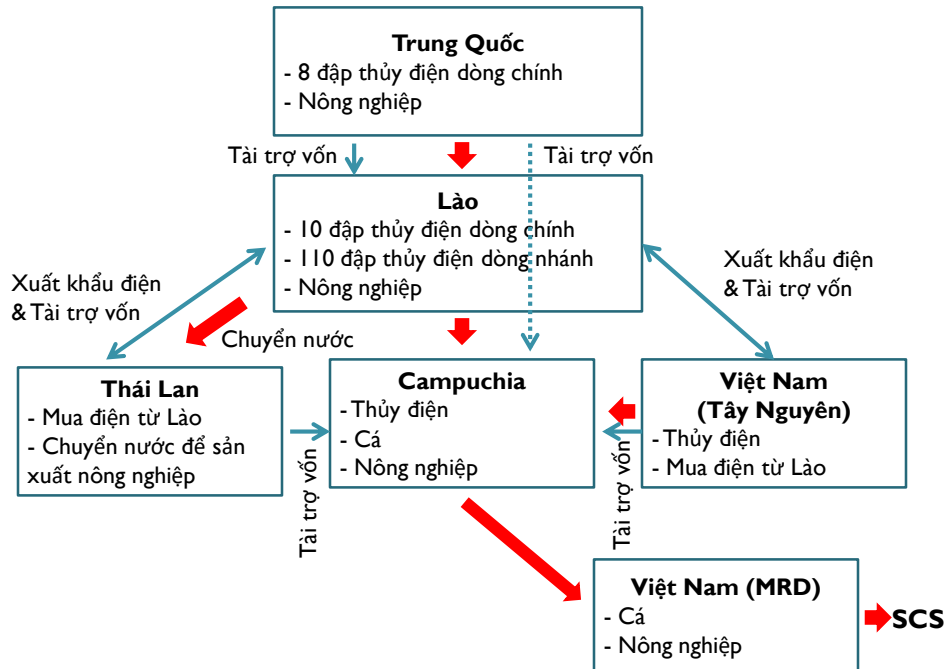 Trung Quốc
- 8 đập thủy điện dòng chính
- Nông nghiệp
Tài trợ vốn
Tài trợ vốn
Lào
- 10 đập thủy điện dòng chính
- 110 đập thủy điện dòng nhánh
- Nông nghiệp
Xuất khẩu điện
& Tài trợ vốn
Xuất khẩu điện
& Tài trợ vốn
Chuyển nước
Thái Lan
- Mua điện từ Lào
- Chuyển nước để sản
xuất nông nghiệp
Tài trợ vốn
Campuchia
- Thủy điện
- Cá
- Nông nghiệp
Tài trợ vốn
Việt Nam
(Tây Nguyên)
- Thủy điện
- Mua điện từ Lào
Việt Nam (MRD)
- Cá
- Nông nghiệp
SCS